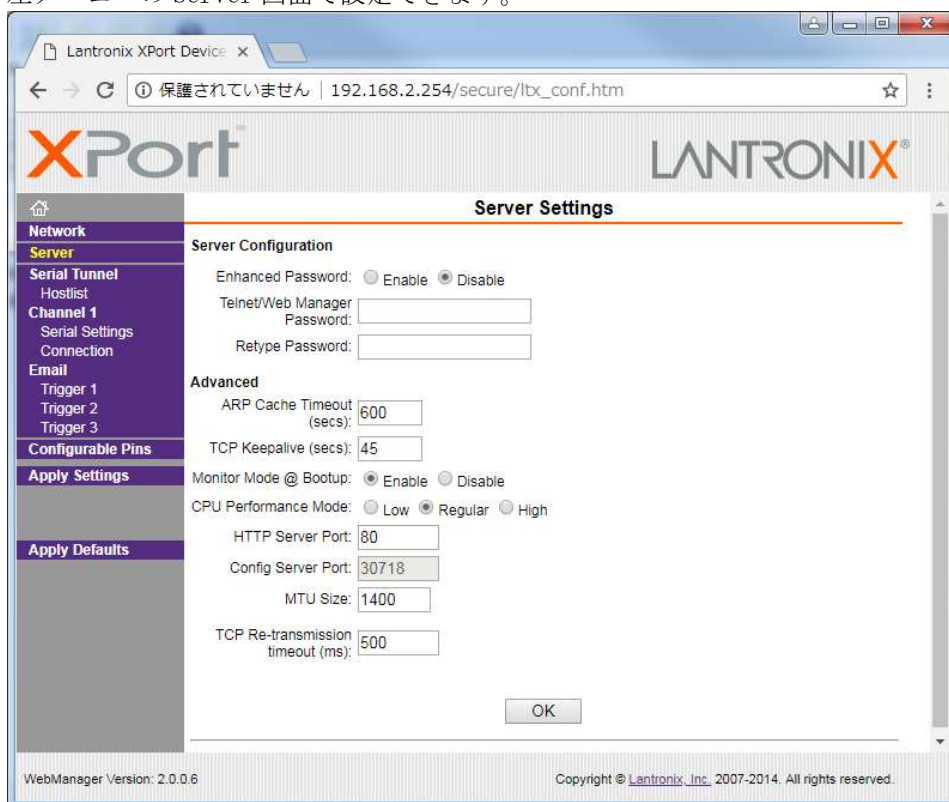 Server 画面で設定できます。
Lantronix XPort Device
保護されていません | 192.168.2.254/secure/ltx_conf.htm
XPort
LANTRONIX®
Network
Server
Serial Tunnel
Hostlist
Channel 1
Serial Settings
Connection
Email
Trigger 1
Trigger 2
Trigger 3
Configurable Pins
Apply Settings
Apply Defaults
Server Settings
Server Configuration
Enhanced Password: Enable Disable
Telnet/Web Manager
Password:
Retype Password:
Advanced
ARP Cache Timeout
(secs): 600
TCP Keepalive (secs): 45
Monitor Mode @ Bootup: Enable Disable
CPU Performance Mode: Low Regular High
HTTP Server Port: 80
Config Server Port: 30718
MTU Size: 1400
TCP Re-transmission
timeout (ms): 500
OK
WebManager Version: 2.0.0.6
Copyright © Lantronix, Inc. 2007-2014. All rights reserved.